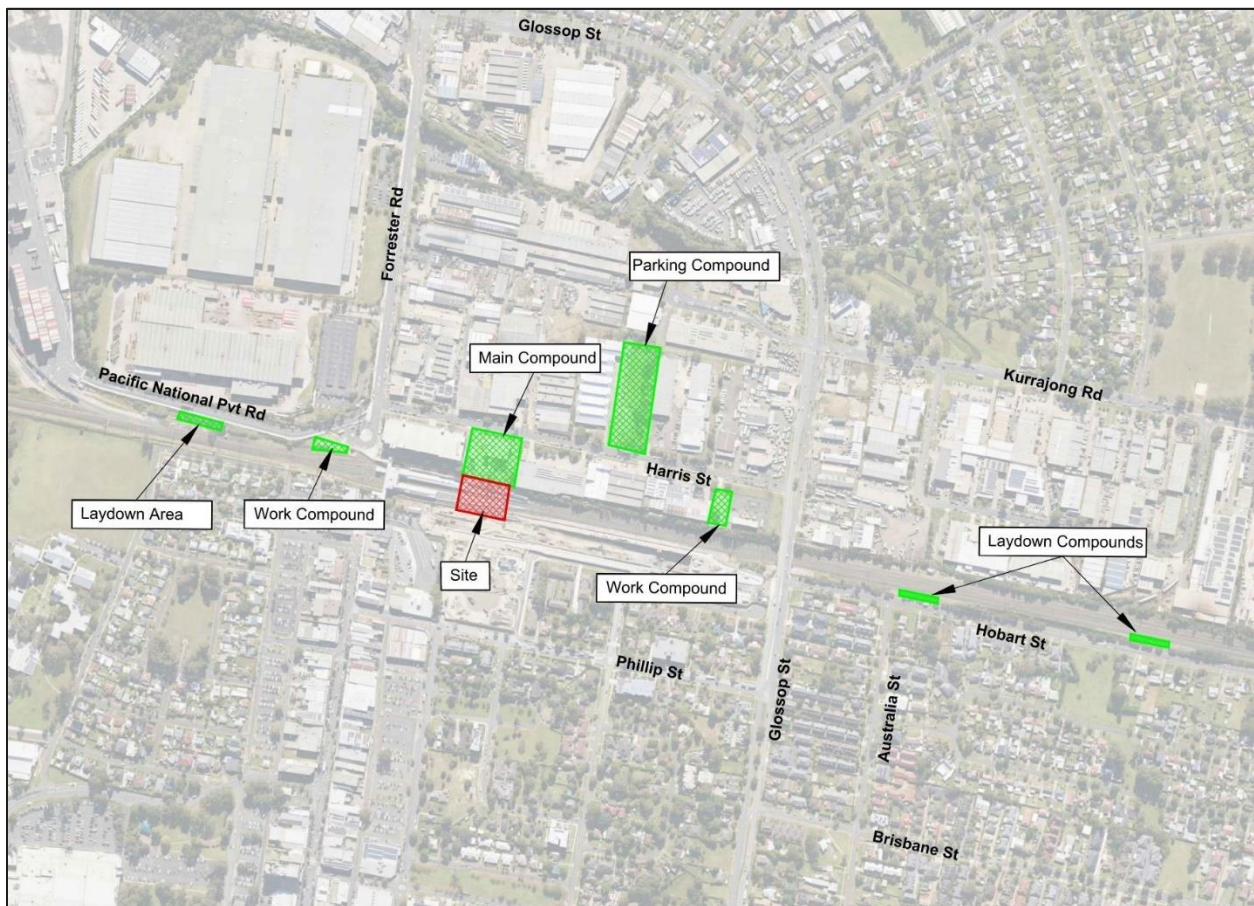 Glossop St
Forrester Rd
Parking Compound
Main Compound
Kurrajong Rd
Pacific National Pvt Rd
Harris St
Laydown Area
Work Compound
Laydown Compounds
Site
Work Compound
Hobart St
Phillip St
Glossop St
Australia St
Brisbane St